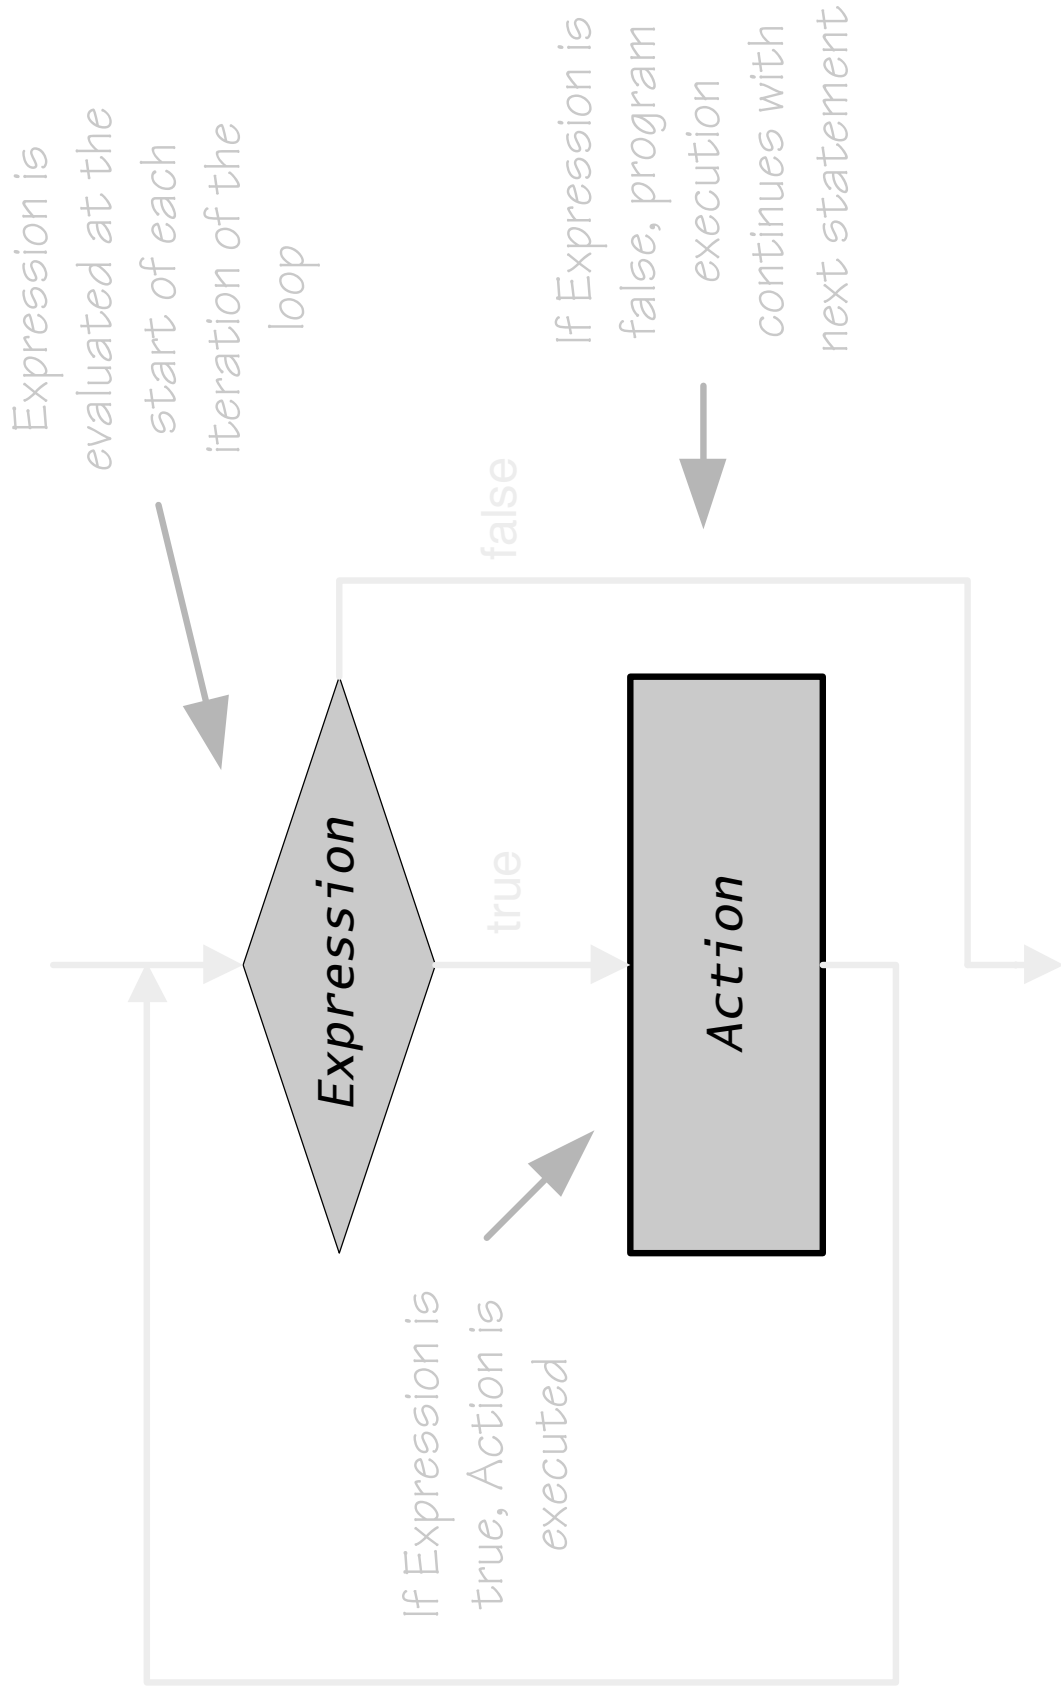 Expression is
evaluated at the
start of each
iteration of the
loop
Expression
true
false
If Expression is
true, Action is
executed
Action
If Expression is
false, program
execution
continues with
next statement